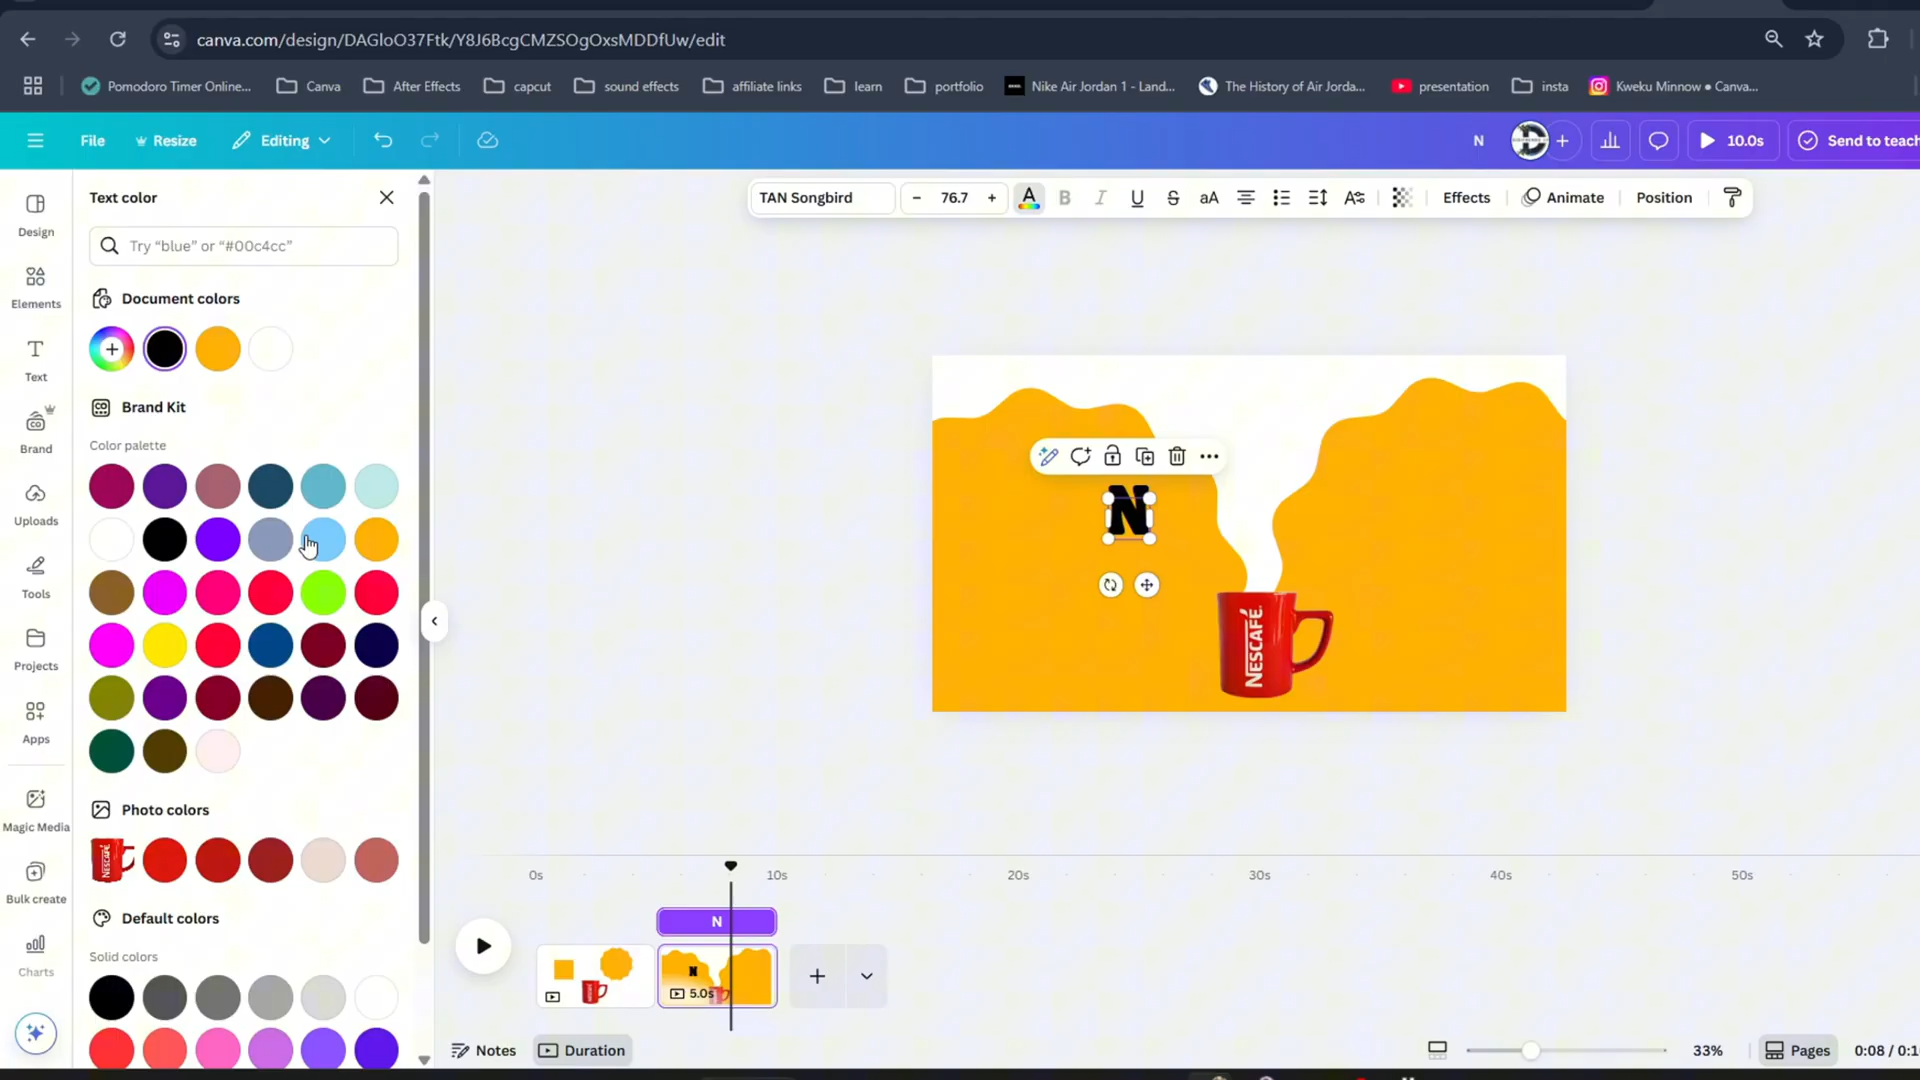 canva.com/design/DAGloO37Ftk/Y8J6BcgCMZSOgOxsMDDfUw/edit
Pomodoro Timer Online... Canva After Effects capcut sound effects affiliate links learn portfolio Nike Air Jordan 1 - Land... The History of Air Jorda... presentation insta Kweku Minnow ● Canva...
File Resize Editing N 10.0s Send to teach
Text color
TAN Songbird – 76.7 + A B I U S aA Effects Animate Position
Design
Try “blue” or “#00c4cc”
Elements
Document colors
Text
Brand Kit
Brand
Color palette
Uploads
N
Tools
NESCAFÉ
Projects
Apps
Magic Media
Photo colors
NESCAFÉ
Bulk create
0s 10s 20s 30s 40s 50s
Default colors
N
Solid colors
Charts
N
5.0s
Notes Duration 33% Pages 0:08 / 0:1